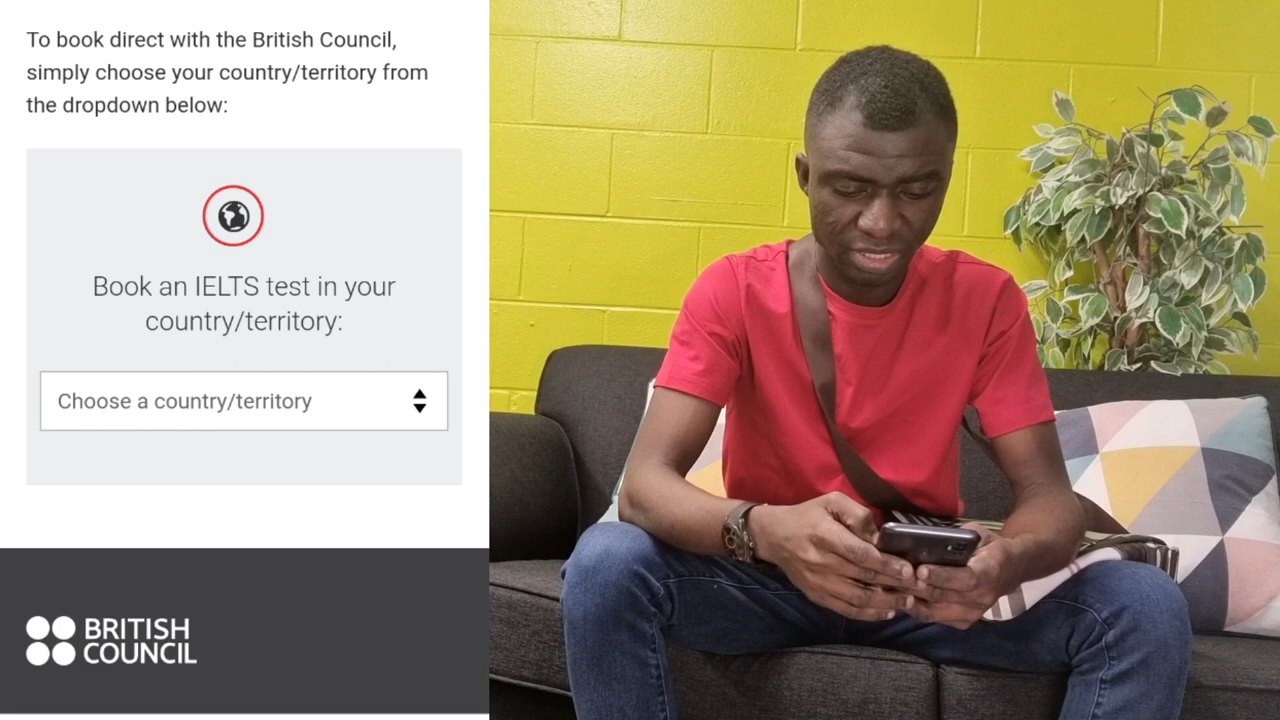 To book direct with the British Council,
simply choose your country/territory from
the dropdown below:
Book an IELTS test in your
country/territory:
Choose a country/territory
BRITISH
COUNCIL